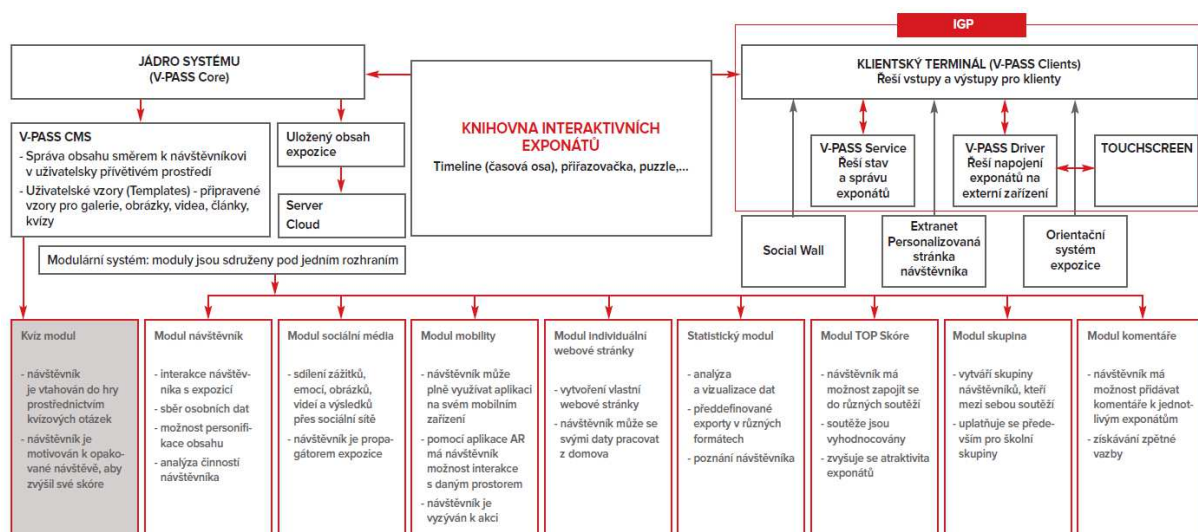 IGP
JÁDRO SYSTÉMU
(V-PASS Core)
KLIENTSKÝ TERMINÁL (V-PASS Clients)
Řeší vstupy a výstupy pro klienty
KNIHOVNA INTERAKTIVNÍCH
EXPONÁTŮ
Timeline (časová osa), přiřazovačka, puzzle,...
V-PASS CMS
- Správa obsahu směrem k návštěvníkovi
v uživatelsky přívětivém prostředí
- Uživatelské vzory (Templates) - připravené
vzory pro galerie, obrázky, videa, články,
kvízy
Uložený obsah
expozice
Server
Cloud
V-PASS Service
Řeší stav
a správu
exponátů
V-PASS Driver
Řeší napojení
exponátů na
externí zařízení
TOUCHSCREEN
Social Wall
Extranet
Personalizovaná
stránka
návštěvníka
Orientační
systém
expozice
Modulární systém: moduly jsou sdruženy pod jedním rozhraním
Kvíz modul
- návštěvník
je vtahován do hry
prostřednictvím
kvízových otázek
- návštěvník je
motivován k opako-
vané návštěvě, aby
zvýšil své skóre
Modul návštěvník
- interakce návštěv-
níka s expozicí
- sběr osobních dat
- možnost personifi-
kace obsahu
- analýza činností
návštěvníka
Modul sociální média
- sdílení zážitků,
emocí, obrázků,
videí a výsledků
přes sociální sítě
- návštěvník je propa-
gátorem expozice
Modul mobility
- návštěvník může
plně využívat aplikaci
na svém mobilním
zařízení
- pomocí aplikace AR
má návštěvník
možnost interakce
s daným prostorem
- návštěvník je
vyzýván k akci
Modul individuální
webové stránky
- vytvoření vlastní
webové stránky
- návštěvník může se
svými daty pracovat
z domova
Statistický modul
- analýza
a vizualizace dat
- předdefinované
exporty v různých
formátech
- poznání návštěvníka
Modul TOP Skóre
- návštěvník má
možnost zapojit se
do různých soutěží
- soutěže jsou
vyhodnocovány
- zvyšuje se atraktivita
exponátů
Modul skupina
- vytváří skupiny
návštěvníků, kteří
mezi sebou soutěží
- uplatňuje se přede-
vším pro školní
skupiny
Modul komentáře
- návštěvník má
možnost přidávat
komentáře k jednot-
livým exponátům
- získávání zpětné
vazby